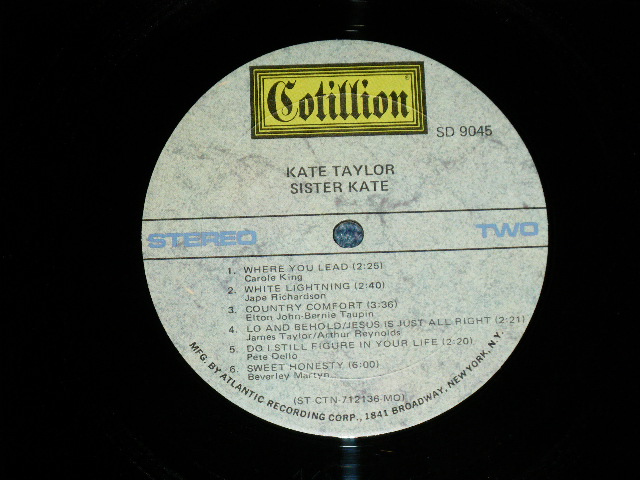 Cotillion
SD 9045
KATE TAYLOR
SISTER KATE
STEREO TWO
1. WHERE YOU LEAD (2:25)
Carole King
2. WHITE LIGHTNING (2:40)
Jape Richardson
3. COUNTRY COMFORT (3:36)
Elton John-Bernie Taupin
4. LO AND BEHOLD/JESUS IS JUST ALL RIGHT (2:21)
James Taylor/Arthur Reynolds
5. DO I STILL FIGURE IN YOUR LIFE (2:20)
Pete Dello
6. SWEET HONESTY (6:00)
Beverley Martyn
(ST-CTN-712136-MO)
MFG. BY ATLANTIC RECORDING CORP., 1841 BROADWAY, NEW YORK, N.Y.